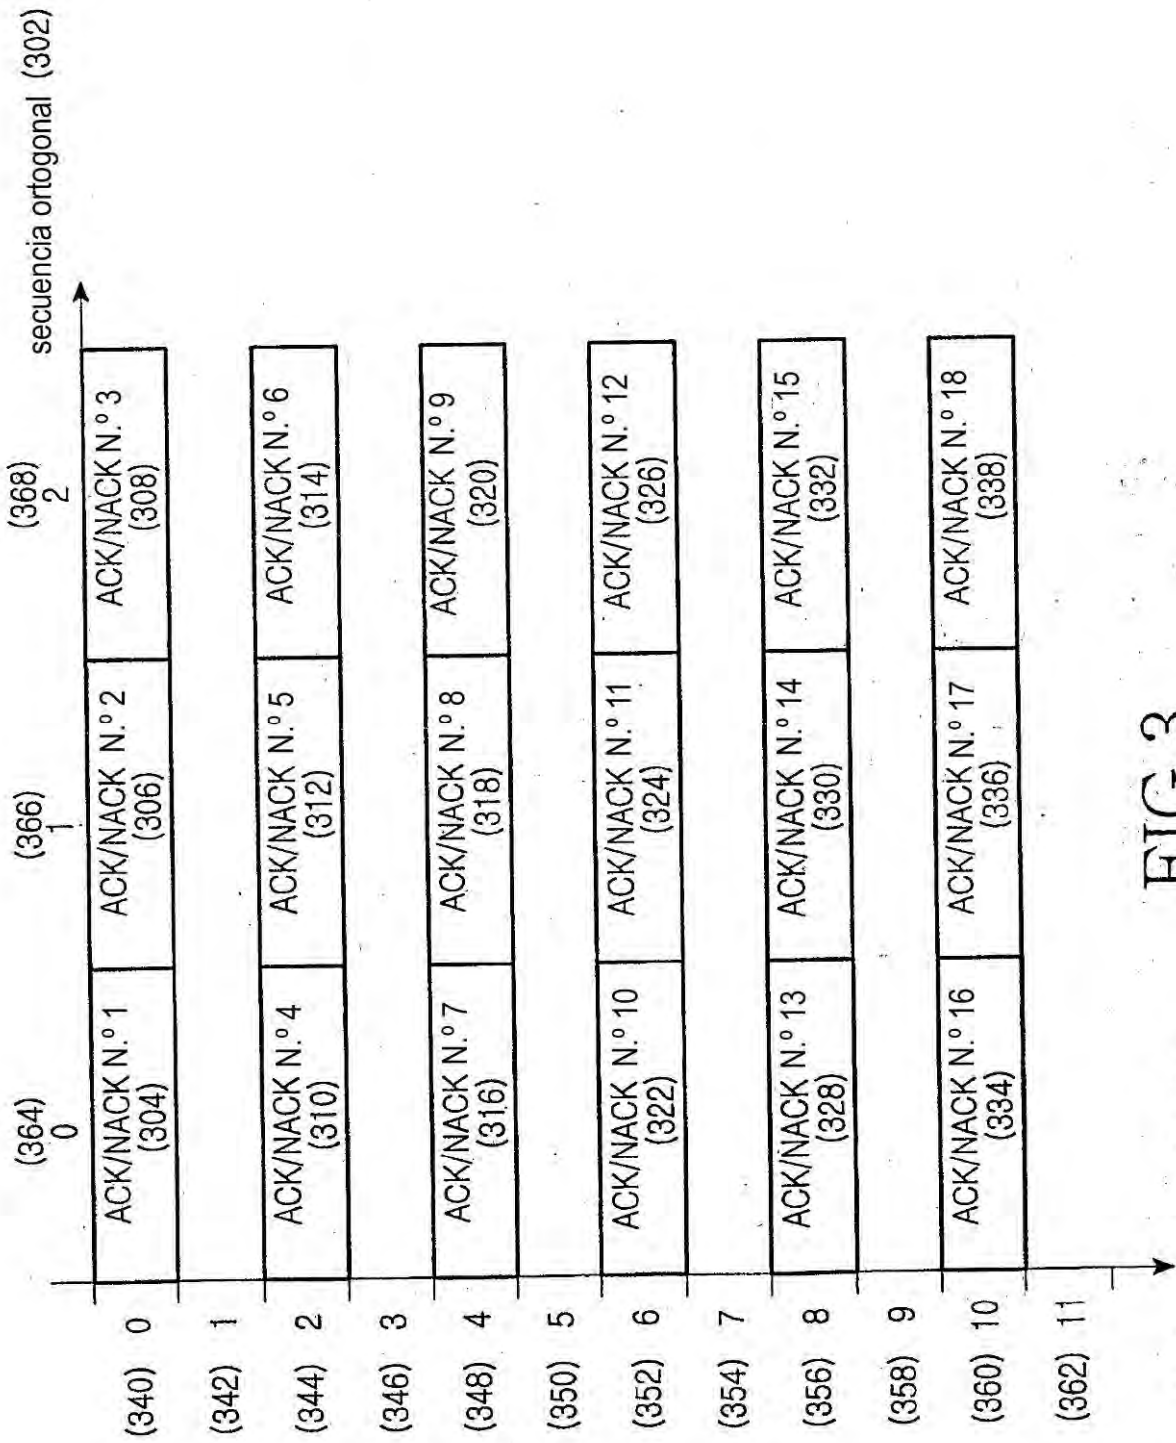 (364)
0
(366)
1
(368)
2
secuencia ortogonal (302)
(340) 0
ACK/NACK N.º 1
(304)
ACK/NACK N.º 2
(306)
ACK/NACK N.º 3
(308)
(342) 1
(344) 2
ACK/NACK N.º 4
(310)
ACK/NACK N.º 5
(312)
ACK/NACK N.º 6
(314)
(346) 3
(348) 4
ACK/NACK N.º 7
(316)
ACK/NACK N.º 8
(318)
ACK/NACK N.º 9
(320)
(350) 5
(352) 6
ACK/NACK N.º 10
(322)
ACK/NACK N.º 11
(324)
ACK/NACK N.º 12
(326)
(354) 7
(356) 8
ACK/NACK N.º 13
(328)
ACK/NACK N.º 14
(330)
ACK/NACK N.º 15
(332)
(358) 9
(360) 10
ACK/NACK N.º 16
(334)
ACK/NACK N.º 17
(336)
ACK/NACK N.º 18
(338)
(362) 11
FIG.3